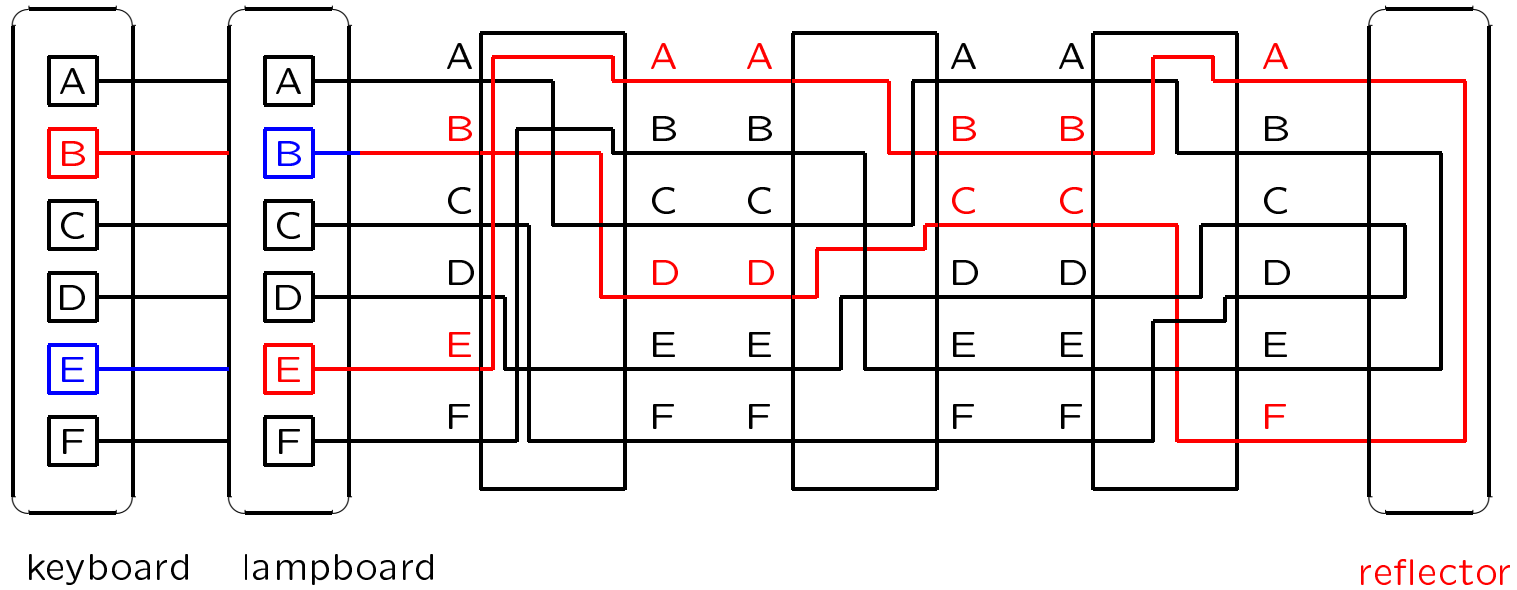 A A A A A A A A
B B B B B B B B
C C C C C C C C
D D D D D D D D
E E E E E E E E
F F F F F F F F
keyboard lampboard reflector